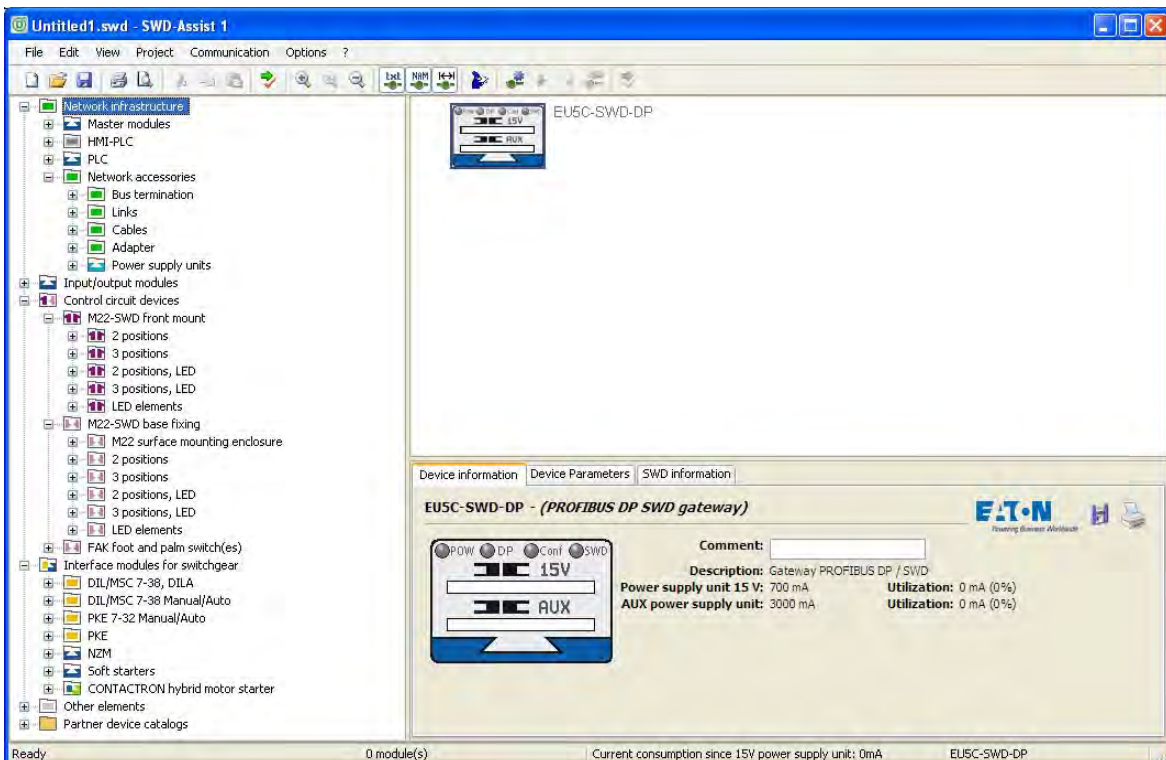 Untitled1.swd - SWD-Assist 1
File Edit View Project Communication Options ?
txt NAM
Network infrastructure
Master modules
HMI-PLC
PLC
Network accessories
Bus termination
Links
Cables
Adapter
Power supply units
Input/output modules
Control circuit devices
M22-SWD front mount
2 positions
3 positions
2 positions, LED
3 positions, LED
LED elements
M22-SWD base fixing
M22 surface mounting enclosure
2 positions
3 positions
2 positions, LED
3 positions, LED
LED elements
FAK foot and palm switch(es)
Interface modules for switchgear
DIL/MSC 7-38, DILA
DIL/MSC 7-38 Manual/Auto
PKE 7-32 Manual/Auto
PKE
NZM
Soft starters
CONTACTRON hybrid motor starter
Other elements
Partner device catalogs
EU5C-SWD-DP
15V
AUX
Device information Device Parameters SWD information
EU5C-SWD-DP - (PROFIBUS DP SWD gateway)
EATON
Powering Business Worldwide
POW DP Conf SWD
15V
AUX
Comment:
Description: Gateway PROFIBUS DP / SWD
Power supply unit 15 V: 700 mA Utilization: 0 mA (0%)
AUX power supply unit: 3000 mA Utilization: 0 mA (0%)
Ready 0 module(s) Current consumption since 15V power supply unit: 0mA EU5C-SWD-DP